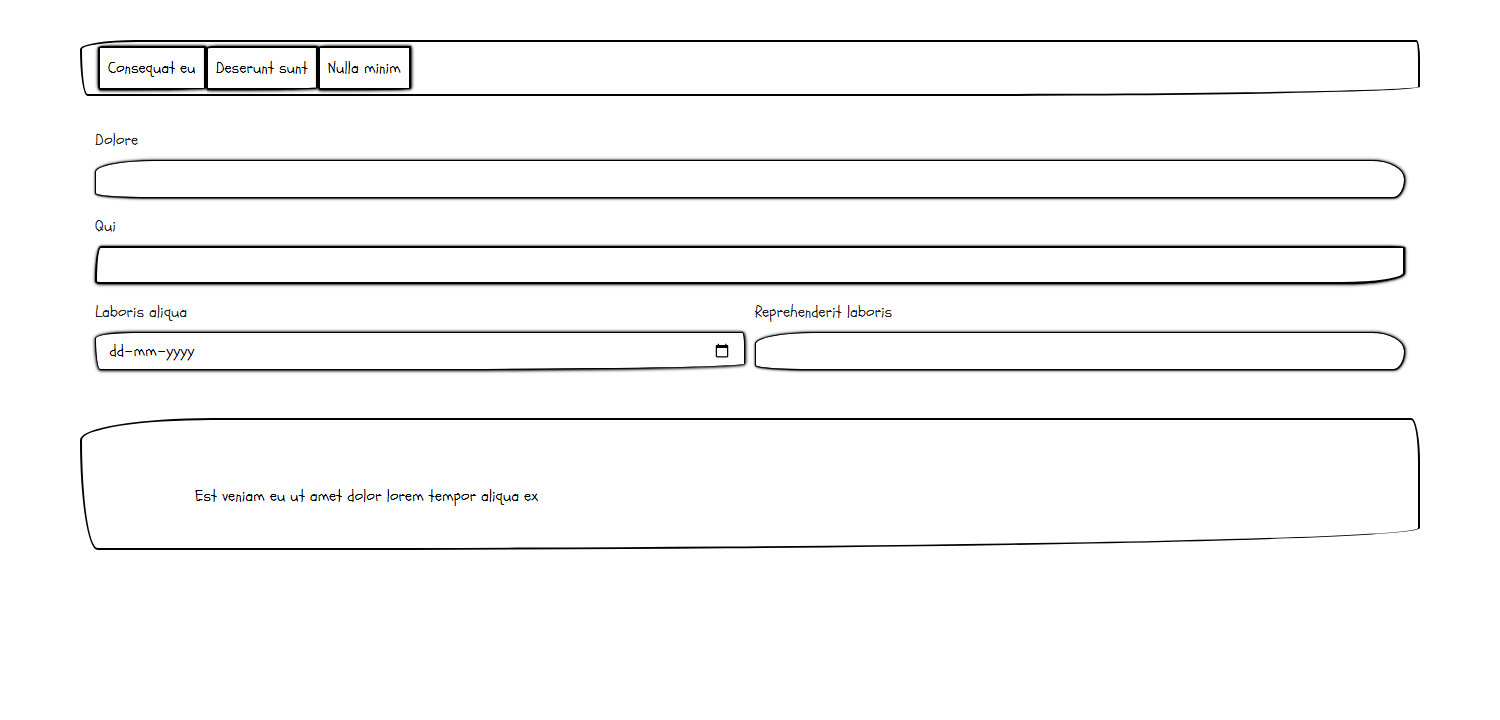 Consequat eu Deserunt sunt Nulla minim
Dolore
Qui
Laboris aliqua Reprehenderit laboris
dd-mm-yyyy
Est veniam eu ut amet dolor lorem tempor aliqua ex